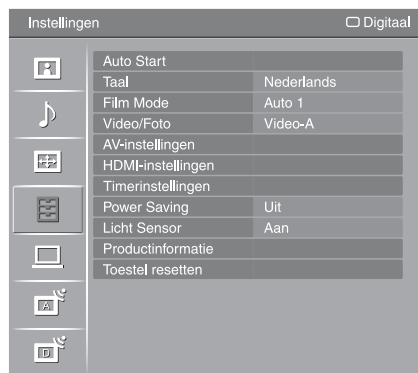 Instellingen Digitaal
Auto Start
Taal Nederlands
Film Mode Auto 1
Video/Foto Video-A
AV-instellingen
HDMI-instellingen
Timerinstellingen
Power Saving Uit
Licht Sensor Aan
Productinformatie
Toestel resetten
A
D